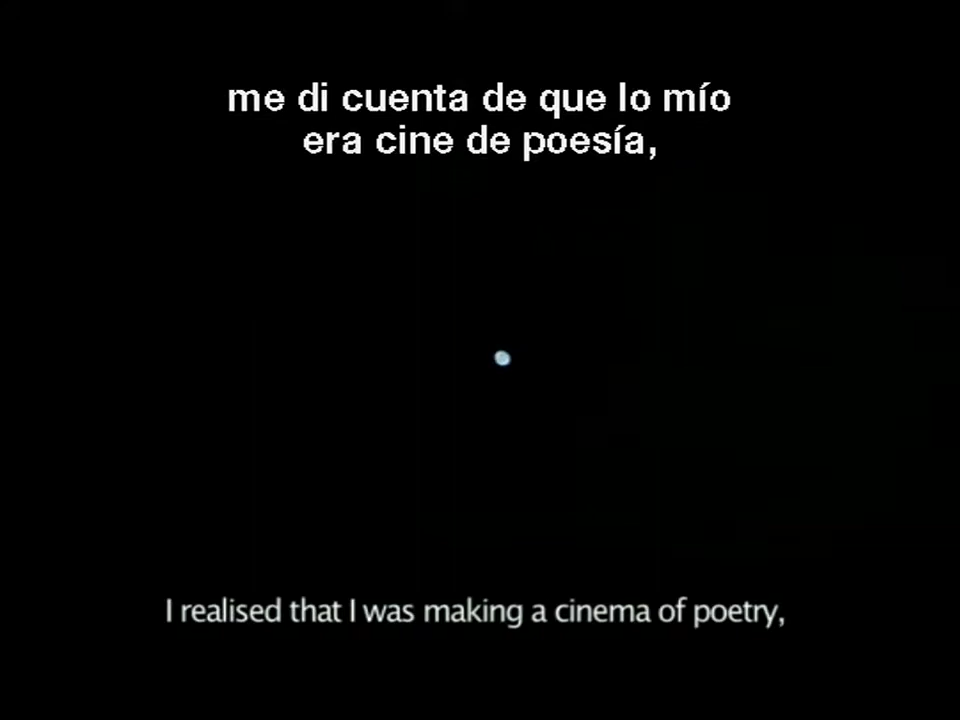 me di cuenta de que lo mío
era cine de poesía,
I realised that I was making a cinema of poetry,